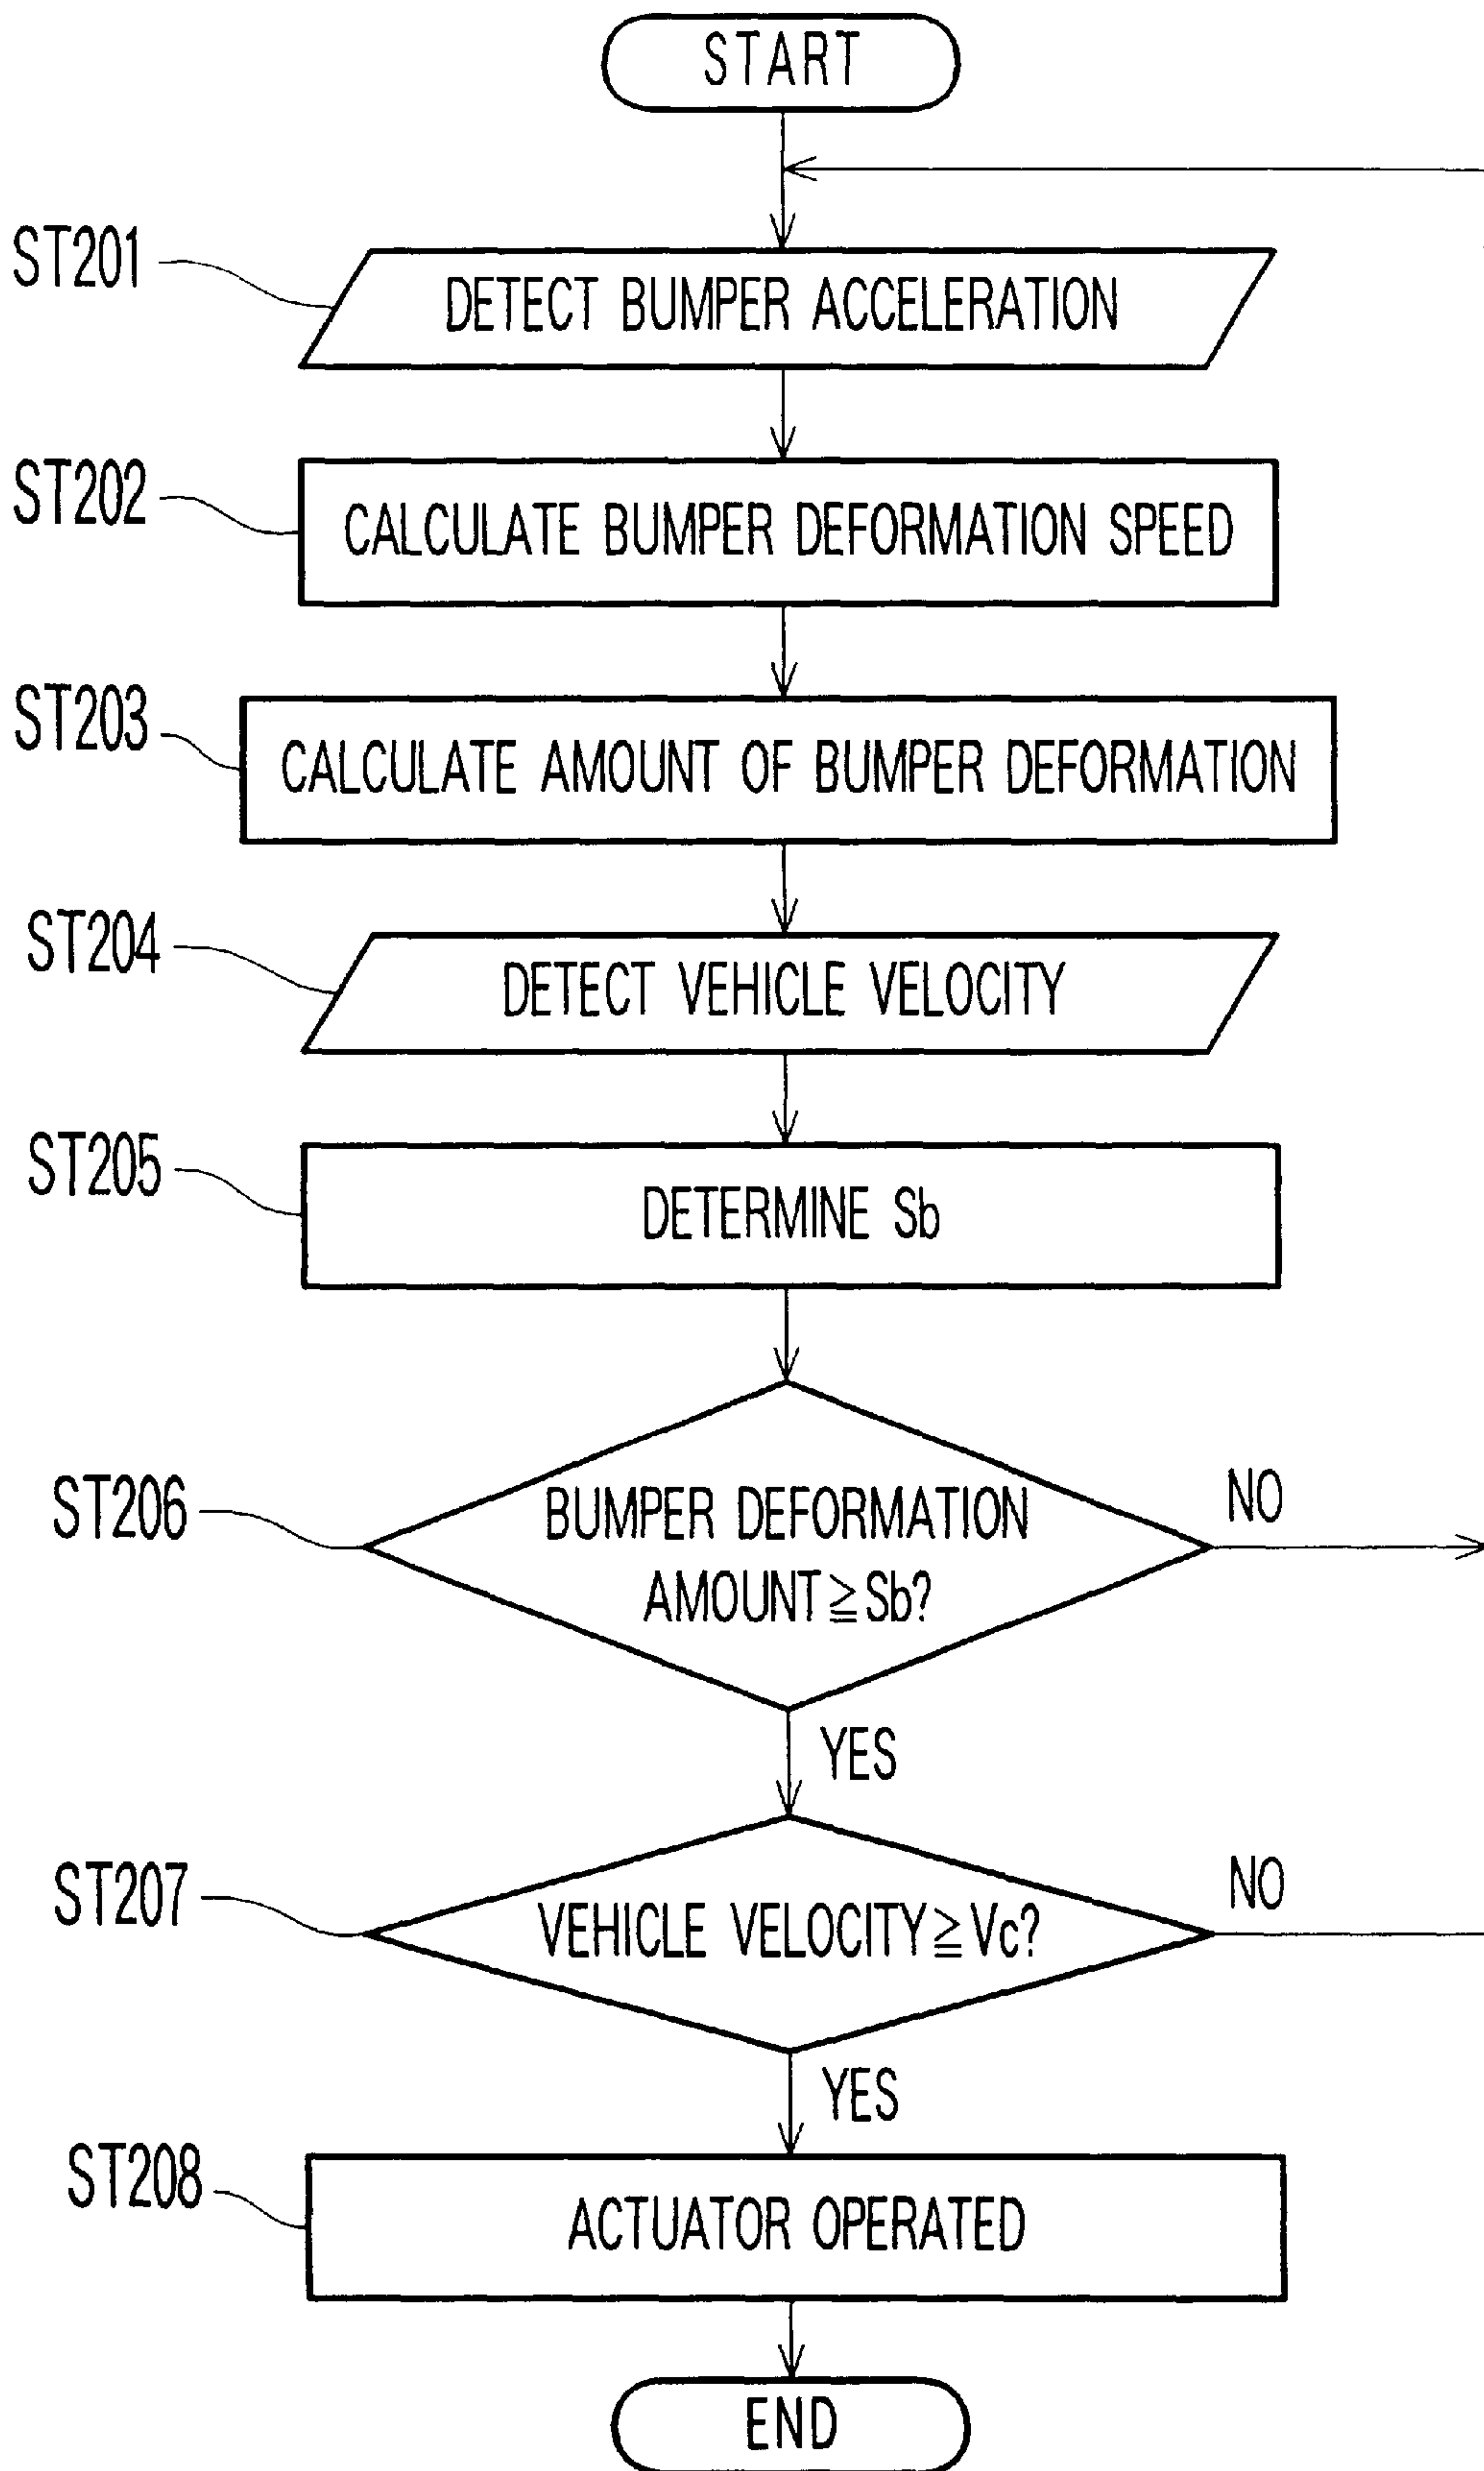 START
ST201
DETECT BUMPER ACCELERATION
ST202
CALCULATE BUMPER DEFORMATION SPEED
ST203
CALCULATE AMOUNT OF BUMPER DEFORMATION
ST204
DETECT VEHICLE VELOCITY
ST205
DETERMINE Sb
ST206
BUMPER DEFORMATION
AMOUNT≧Sb?
NO
YES
ST207
VEHICLE VELOCITY≧Vc?
NO
YES
ST208
ACTUATOR OPERATED
END